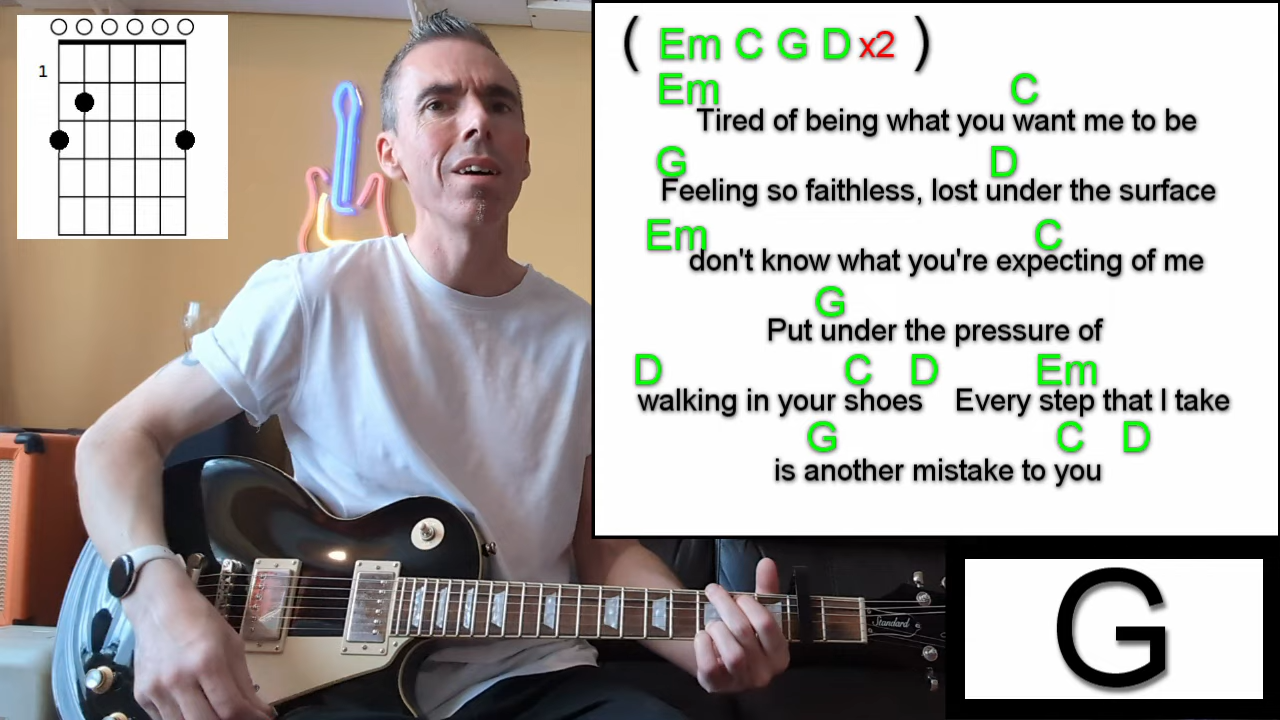 1
( Em C G D x2 )
Em C
Tired of being what you want me to be
G D
Feeling so faithless, lost under the surface
Em C
don't know what you're expecting of me
G
Put under the pressure of
D C D Em
walking in your shoes Every step that I take
G C D
is another mistake to you
Standard
G